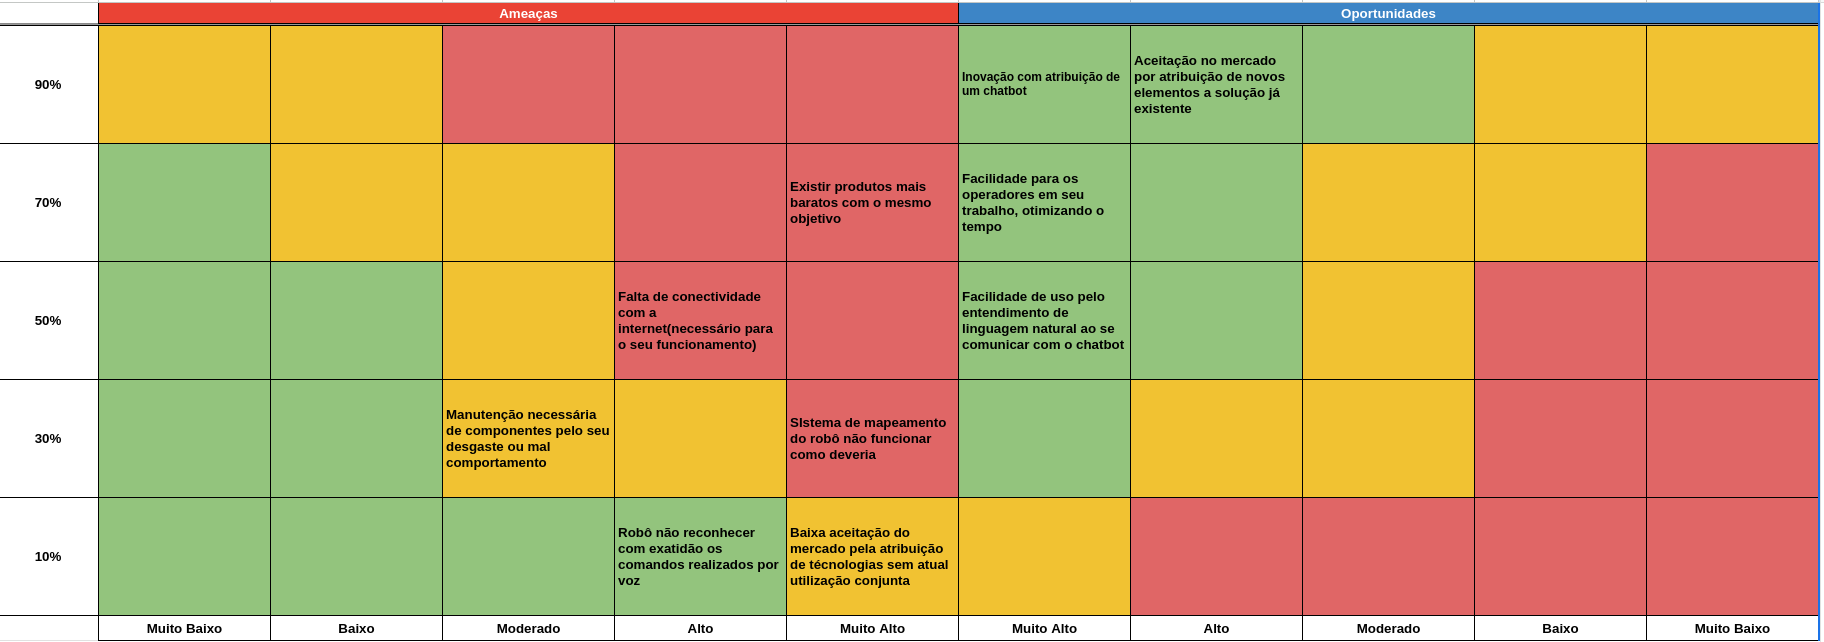 Ameaças
Oportunidades
90%
Inovação com atribuição de
um chatbot
Aceitação no mercado
por atribuição de novos
elementos a solução já
existente
70%
Existir produtos mais
baratos com o mesmo
objetivo
Facilidade para os
operadores em seu
trabalho, otimizando o
tempo
50%
Falta de conectividade
com a
internet(necessário para
o seu funcionamento)
Facilidade de uso pelo
entendimento de
linguagem natural ao se
comunicar com o chatbot
30%
Manutenção necessária
de componentes pelo seu
desgaste ou mal
comportamento
SIstema de mapeamento
do robô não funcionar
como deveria
10%
Robô não reconhecer
com exatidão os
comandos realizados por
voz
Baixa aceitação do
mercado pela atribuição
de técnologias sem atual
utilização conjunta
Muito Baixo
Baixo
Moderado
Alto
Muito Alto
Muito Alto
Alto
Moderado
Baixo
Muito Baixo